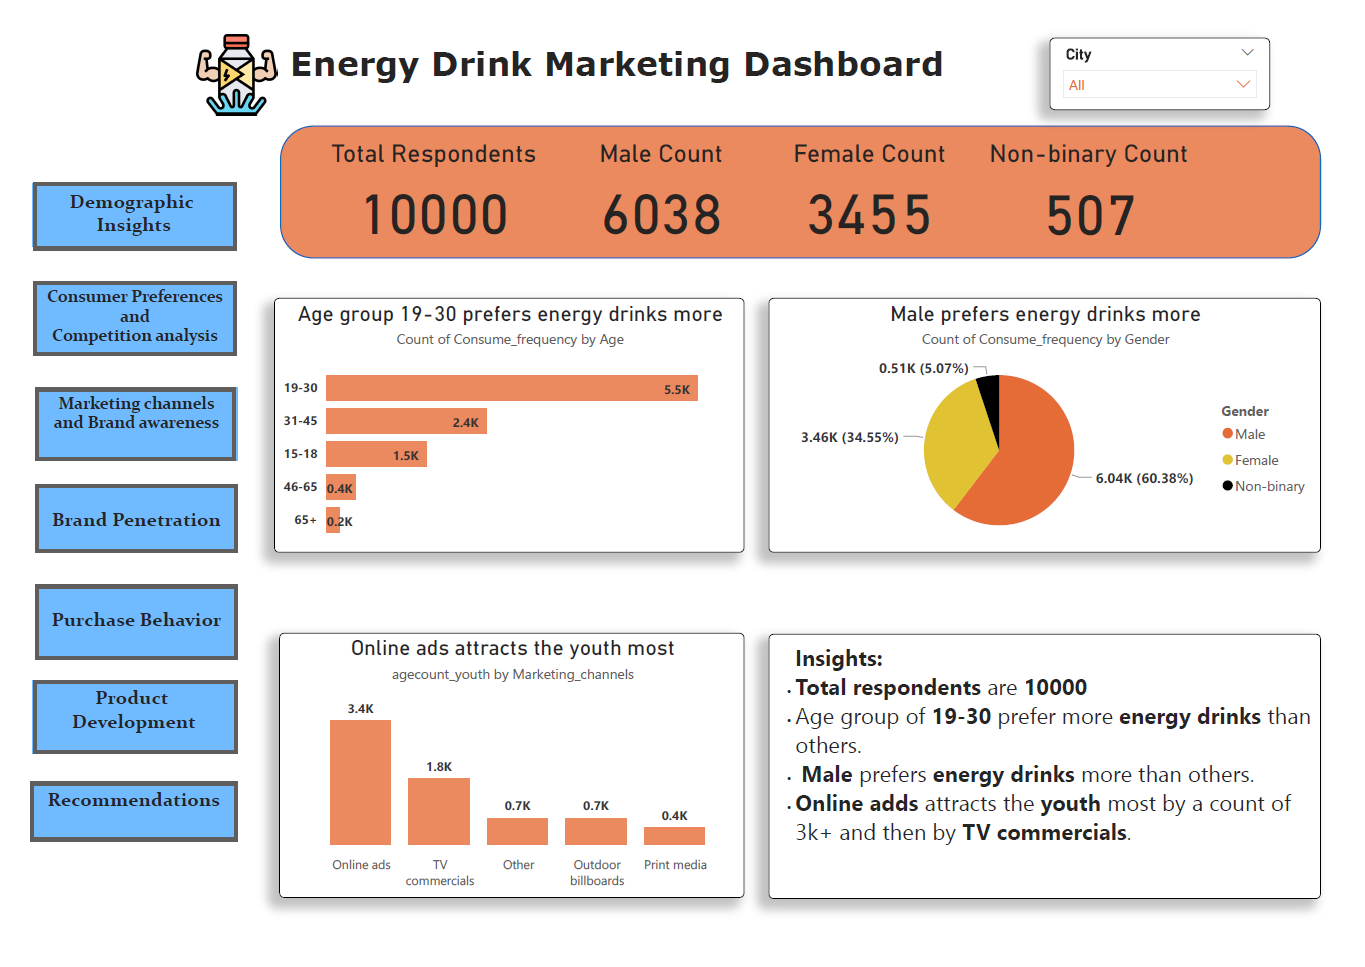 Energy Drink Marketing Dashboard
City
All
Total Respondents
Male Count
Female Count
Non-binary Count
10000
6038
3455
507
Demographic
Insights
Consumer Preferences
and
Competition analysis
Marketing channels
and Brand awareness
Brand Penetration
Purchase Behavior
Product
Development
Recommendations
Age group 19-30 prefers energy drinks more
Count of Consume_frequency by Age
19-30
5.5K
31-45
2.4K
15-18
1.5K
46-65
0.4K
65+
0.2K
Male prefers energy drinks more
Count of Consume_frequency by Gender
0.51K (5.07%)
3.46K (34.55%)
6.04K (60.38%)
Gender
Male
Female
Non-binary
Online ads attracts the youth most
agecount_youth by Marketing_channels
3.4K
1.8K
0.7K
0.7K
0.4K
Online ads
TV
commercials
Other
Outdoor
billboards
Print media
Insights:
. Total respondents are 10000
. Age group of 19-30 prefer more energy drinks than
others.
. Male prefers energy drinks more than others.
. Online adds attracts the youth most by a count of
3k+ and then by TV commercials.